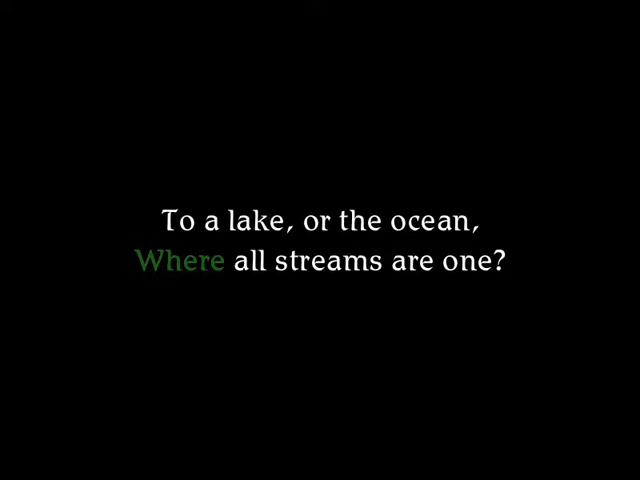 To a lake, or the ocean,
Where all streams are one?